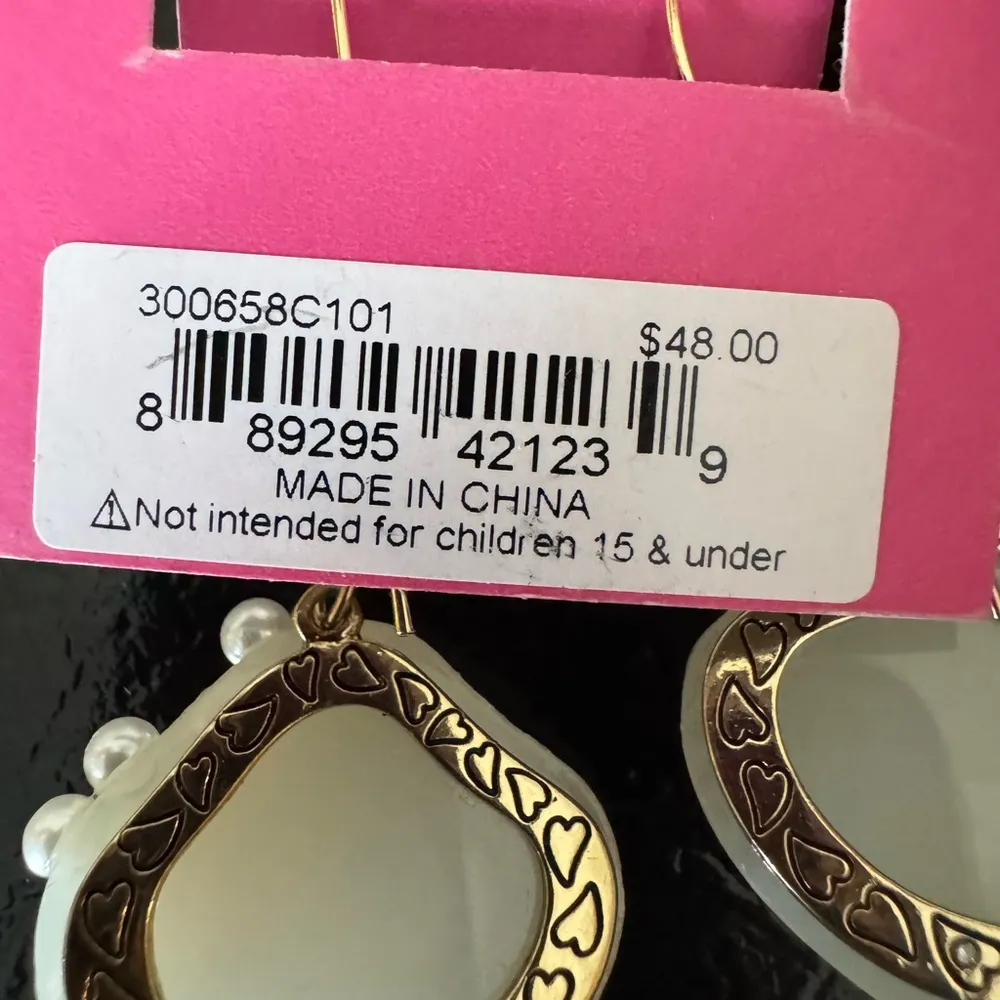 300658C101
$48.00
8 89295 42123 9
MADE IN CHINA
⚠Not intended for children 15 & under